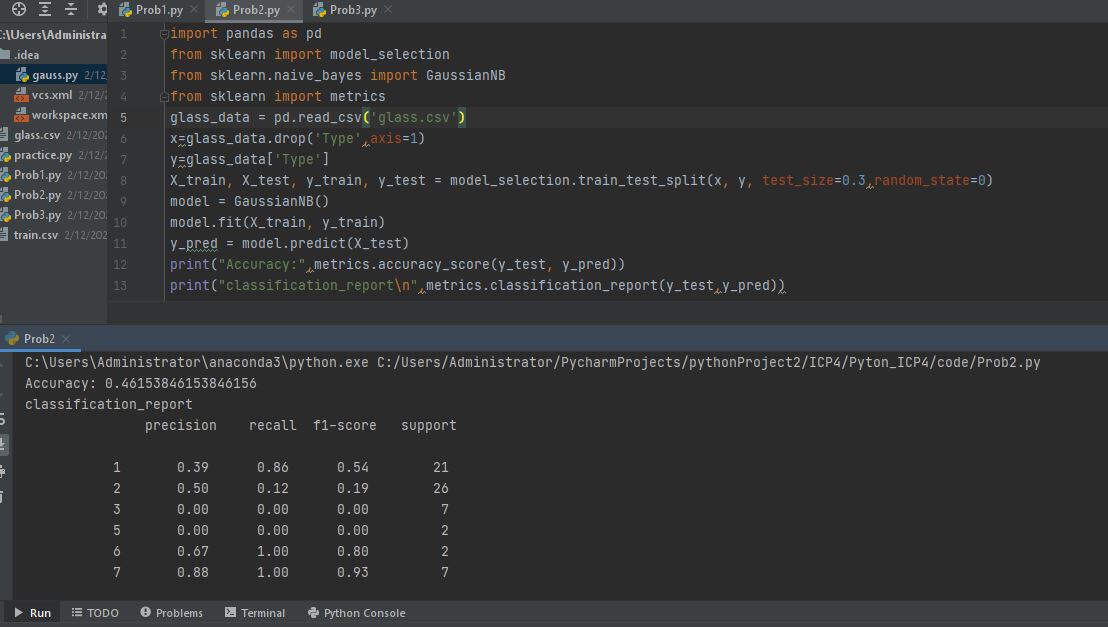 Prob1.py Prob2.py Prob3.py
:\Users\Administra
.idea
gauss.py 2/12
vcs.xml 2/12/2
workspace.xm
glass.csv 2/12/202
practice.py 2/12/
Prob1.py 2/12/20
Prob2.py 2/12/20
Prob3.py 2/12/20
train.csv 2/12/202
1 import pandas as pd
2 from sklearn import model_selection
3 from sklearn.naive_bayes import GaussianNB
4 from sklearn import metrics
5 glass_data = pd.read_csv('glass.csv')
6 x=glass_data.drop('Type',axis=1)
7 y=glass_data['Type']
8 X_train, X_test, y_train, y_test = model_selection.train_test_split(x, y, test_size=0.3,random_state=0)
9 model = GaussianNB()
10 model.fit(X_train, y_train)
11 y_pred = model.predict(X_test)
12 print("Accuracy:",metrics.accuracy_score(y_test, y_pred))
13 print("classification_report\n",metrics.classification_report(y_test,y_pred))
Prob2
C:\Users\Administrator\anaconda3\python.exe C:/Users/Administrator/PycharmProjects/pythonProject2/ICP4/Pyton_ICP4/code/Prob2.py
Accuracy: 0.46153846153846156
classification_report
precision recall f1-score support
1 0.39 0.86 0.54 21
2 0.50 0.12 0.19 26
3 0.00 0.00 0.00 7
5 0.00 0.00 0.00 2
6 0.67 1.00 0.80 2
7 0.88 1.00 0.93 7
Run TODO Problems Terminal Python Console